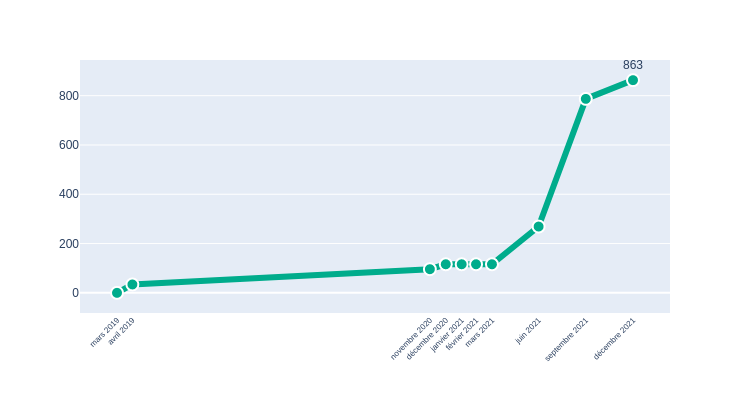 863
800
600
400
200
0
mars 2019
avril 2019
novembre 2020
décembre 2020
janvier 2021
février 2021
mars 2021
juin 2021
septembre 2021
décembre 2021